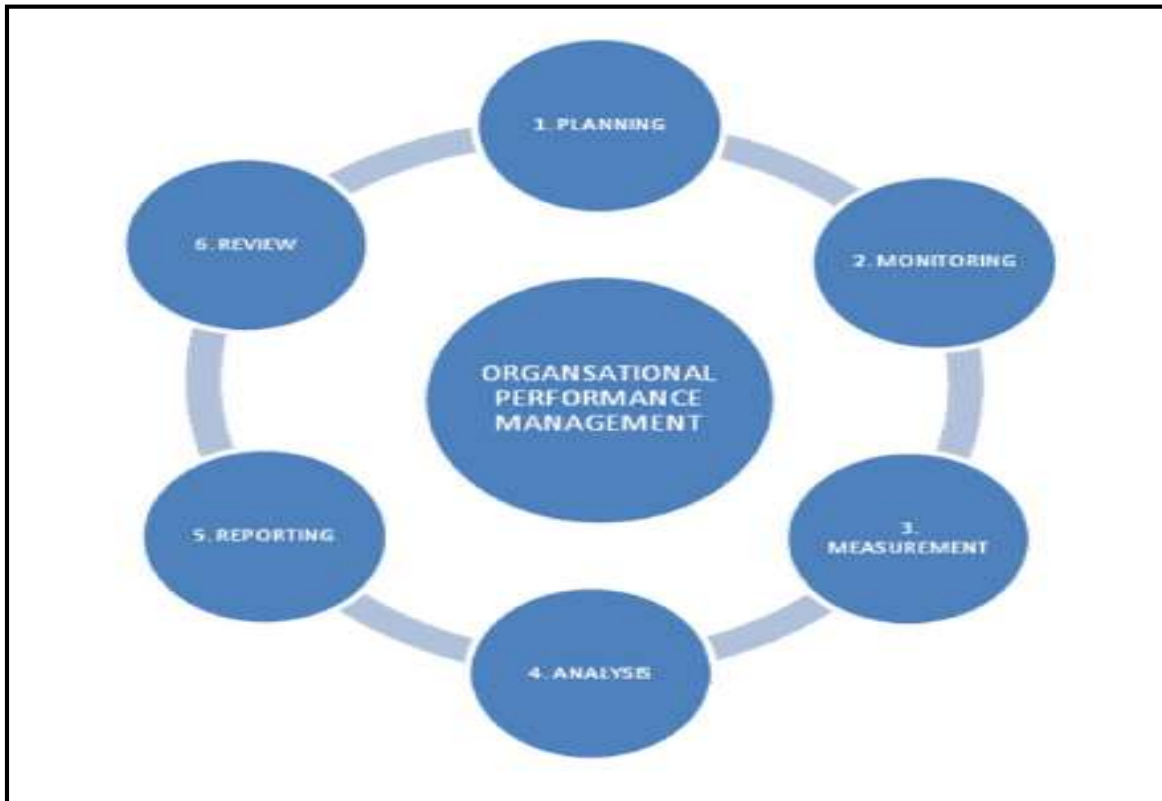 1. PLANNING
2. MONITORING
3.
MEASUREMENT
4. ANALYSIS
5. REPORTING
6. REVIEW
ORGANSATIONAL
PERFORMANCE
MANAGEMENT